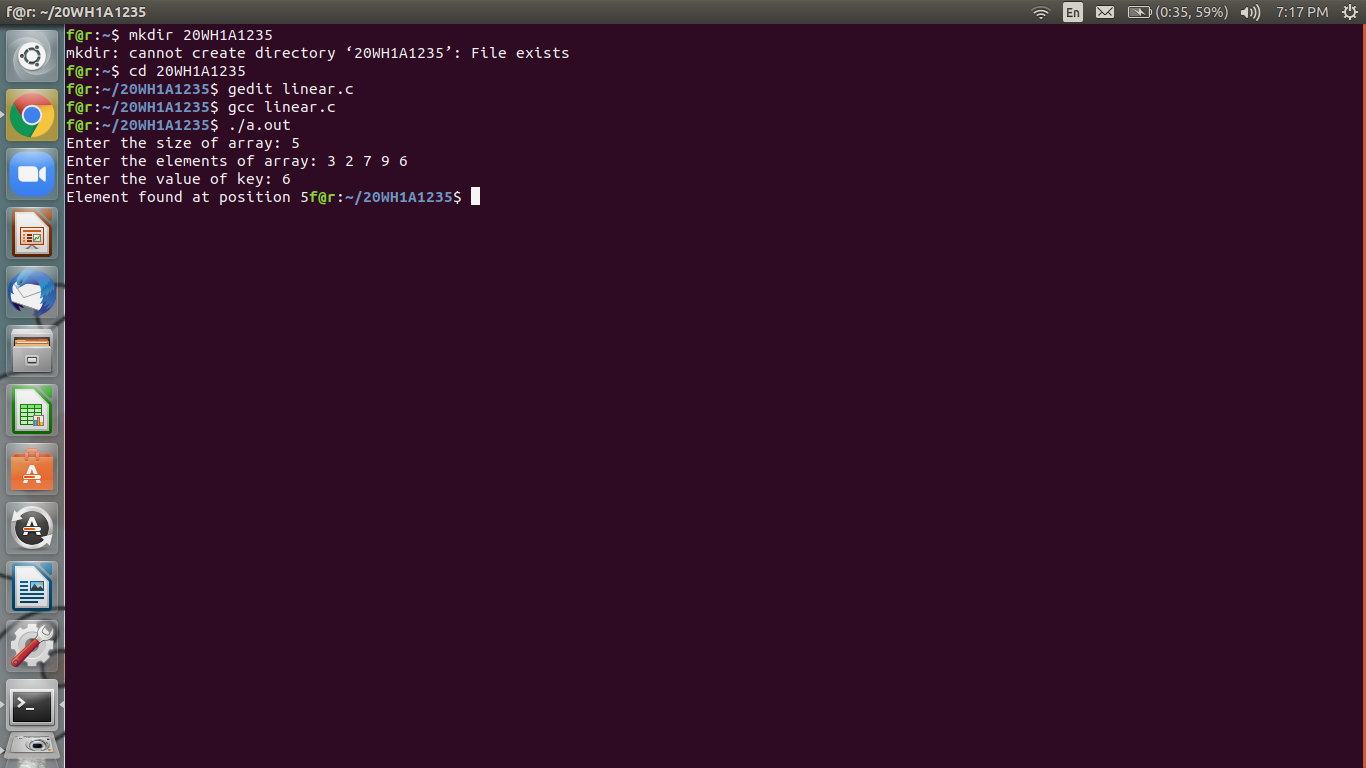 f@r: ~/20WH1A1235
En
(0:35, 59%)
7:17 PM
f@r:~$ mkdir 20WH1A1235
mkdir: cannot create directory ‘20WH1A1235’: File exists
f@r:~$ cd 20WH1A1235
f@r:~/20WH1A1235$ gedit linear.c
f@r:~/20WH1A1235$ gcc linear.c
f@r:~/20WH1A1235$ ./a.out
Enter the size of array: 5
Enter the elements of array: 3 2 7 9 6
Enter the value of key: 6
Element found at position 5f@r:~/20WH1A1235$